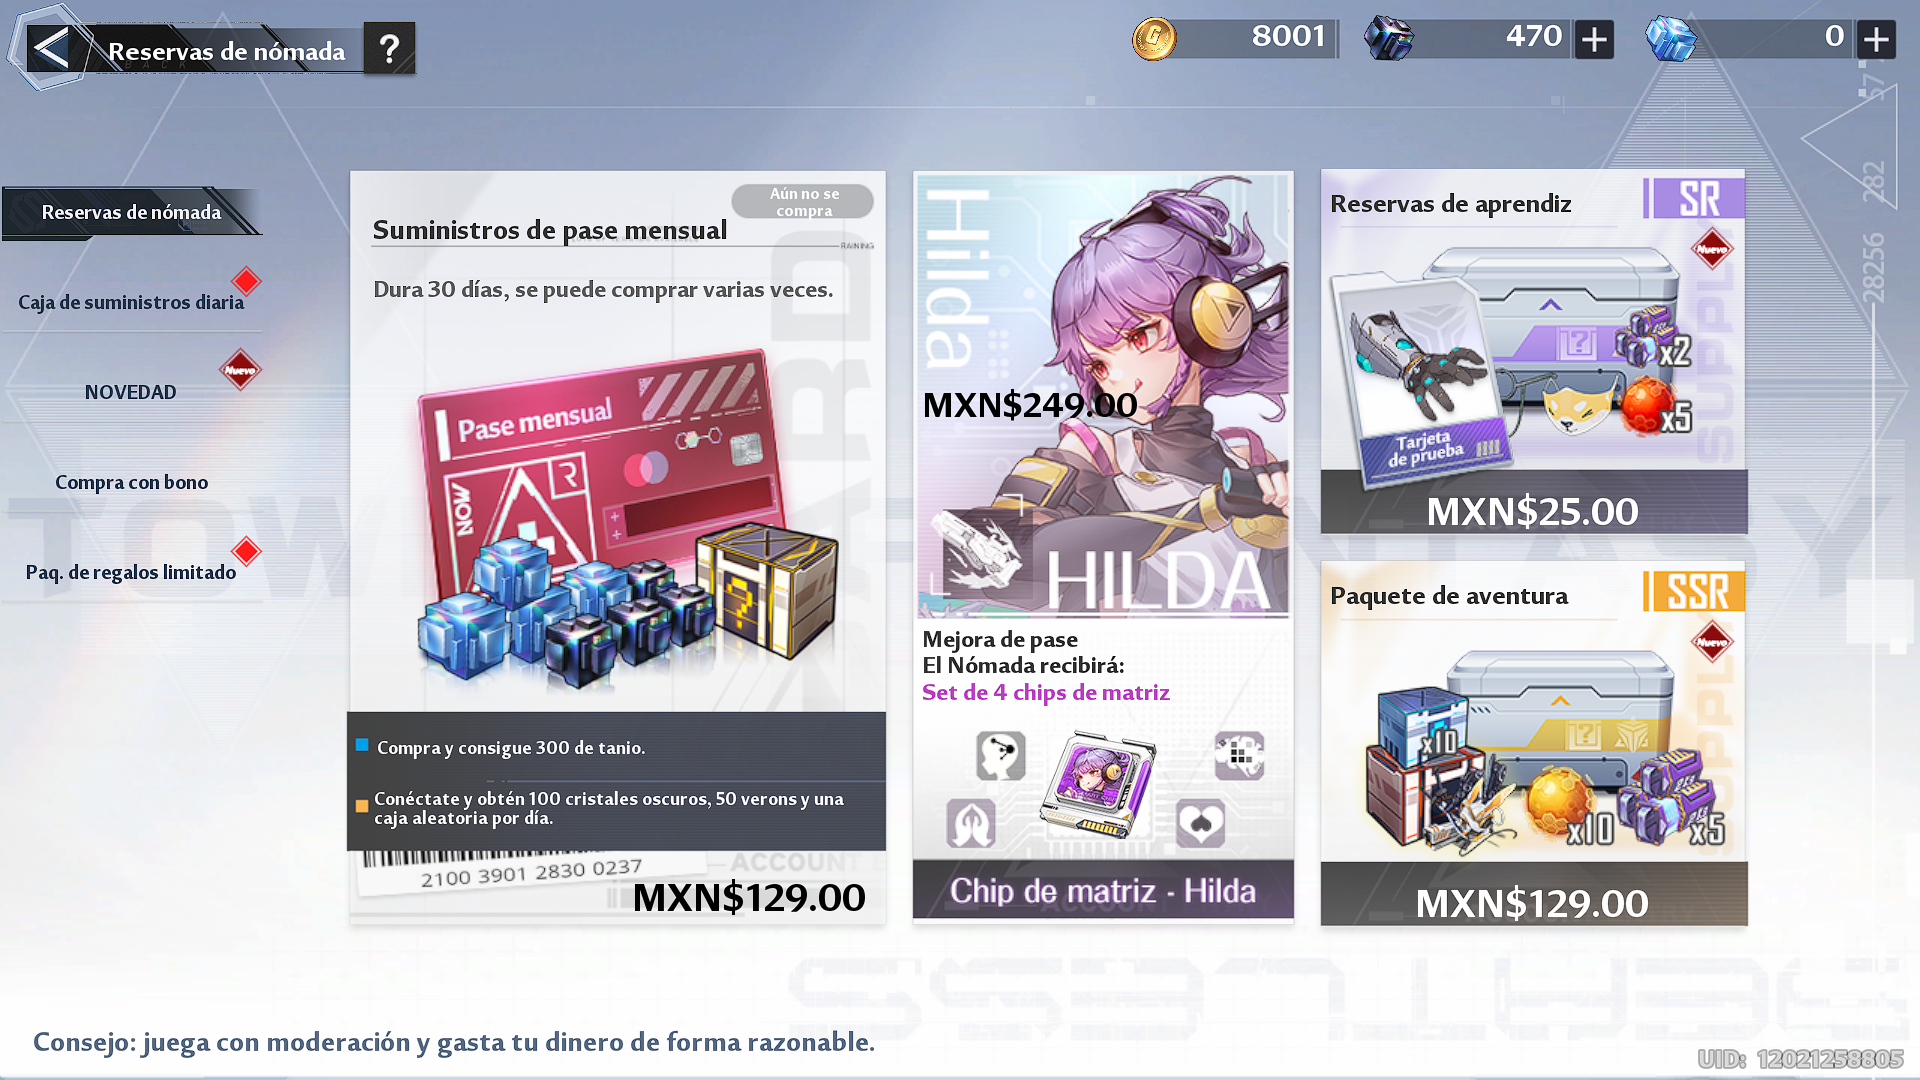 Reservas de nómada
?
8001
470
0
Reservas de nómada
Caja de suministros diaria
Nuevo
NOVEDAD
Compra con bono
Paq. de regalos limitado
Aún no se
compra
Suministros de pase mensual
RAINING
Dura 30 días, se puede comprar varias veces.
Pase mensual
NOW
R
Compra y consigue 300 de tanio.
Conéctate y obtén 100 cristales oscuros, 50 verons y una
caja aleatoria por día.
ACCOUNT
2100 3901 2830 0237
MXN$129.00
Hilda
MXN$249.00
HILDA
Mejora de pase
El Nómada recibirá:
Set de 4 chips de matriz
Chip de matriz - Hilda
Reservas de aprendiz
SR
Nuevo
x2
x5
Tarjeta
de prueba
SUPPLY
MXN$25.00
Paquete de aventura
SSR
Nuevo
x10
x10
x5
MXN$129.00
282
28256
Consejo: juega con moderación y gasta tu dinero de forma razonable.
UID: 12021258805